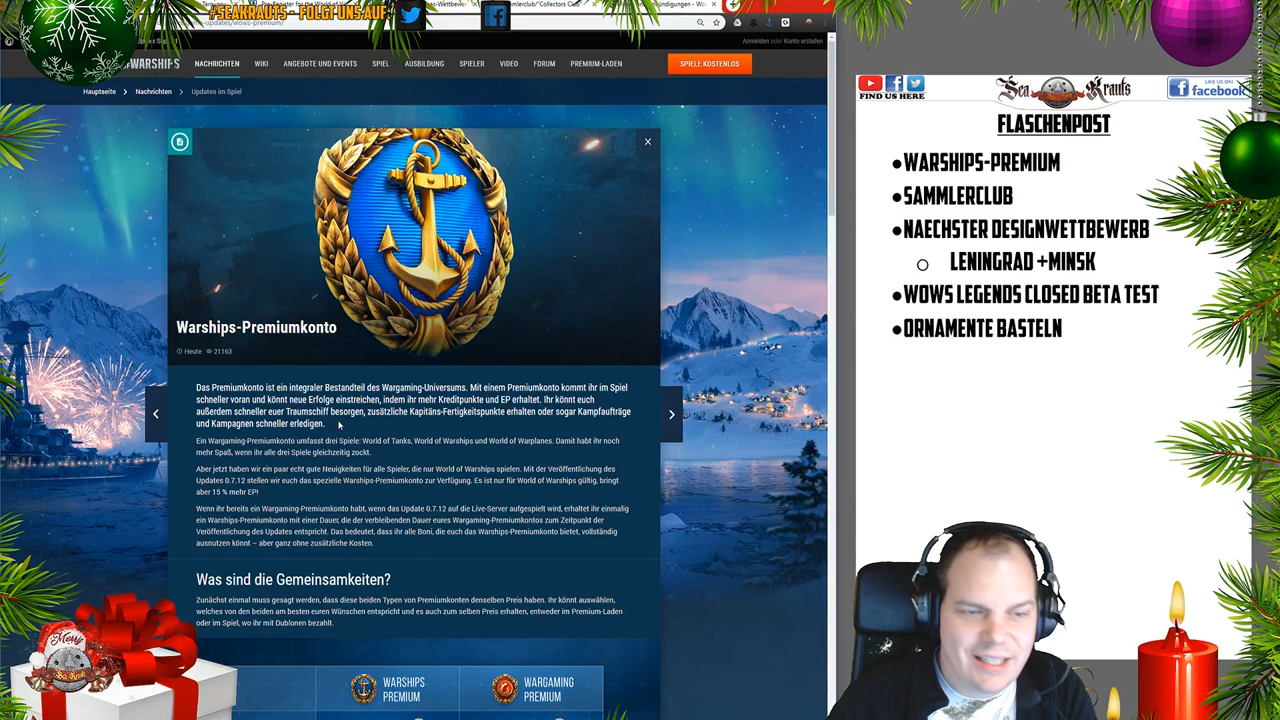 #SEAKRAUTS - FOLGT UNS AUF:
Anmelden oder Konto erstellen
WARSHIPS
NACHRICHTEN
WIKI
ANGEBOTE UND EVENTS
SPIEL
AUSBILDUNG
SPIELER
VIDEO
FORUM
PREMIUM-LADEN
SPIELE KOSTENLOS
Hauptseite
Nachrichten
Updates im Spiel
Warships-Premiumkonto
Heute 21163
Das Premiumkonto ist ein integraler Bestandteil des Wargaming-Universums. Mit einem Premiumkonto kommt ihr im Spiel
schneller voran und könnt neue Erfolge einstreichen, indem ihr mehr Kreditpunkte und EP erhaltet. Ihr könnt euch
außerdem schneller euer Traumschiff besorgen, zusätzliche Kapitäns-Fertigkeitspunkte erhalten oder sogar Kampfaufträge
und Kampagnen schneller erledigen.
Ein Wargaming-Premiumkonto umfasst drei Spiele: World of Tanks, World of Warships und World of Warplanes. Damit habt ihr noch
mehr Spaß, wenn ihr alle drei Spiele gleichzeitig zockt.
Aber jetzt haben wir ein paar echt gute Neuigkeiten für alle Spieler, die nur World of Warships spielen. Mit der Veröffentlichung des
Updates 0.7.12 stellen wir euch das spezielle Warships-Premiumkonto zur Verfügung. Es ist nur für World of Warships gültig, bringt
aber 15 % mehr EP!
Wenn ihr bereits ein Wargaming-Premiumkonto habt, wenn das Update 0.7.12 auf die Live-Server aufgespielt wird, erhaltet ihr einmalig
ein Warships-Premiumkonto mit einer Dauer, die der verbleibenden Dauer eures Wargaming-Premiumkontos zum Zeitpunkt der
Veröffentlichung des Updates entspricht. Das bedeutet, dass ihr alle Boni, die euch das Warships-Premiumkonto bietet, vollständig
ausnutzen könnt – aber ganz ohne zusätzliche Kosten.
Was sind die Gemeinsamkeiten?
Zunächst einmal muss gesagt werden, dass diese beiden Typen von Premiumkonten denselben Preis haben. Ihr könnt auswählen,
welches von den beiden am besten euren Wünschen entspricht und es auch zum selben Preis erhalten, entweder im Premium-Laden
oder im Spiel, wo ihr mit Dublonen bezahlt.
WARSHIPS
PREMIUM
WARGAMING
PREMIUM
FIND US HERE
Sea Krauts
LIKE US ON
facebook
FLASCHENPOST
•WARSHIPS-PREMIUM
•SAMMLERCLUB
•NAECHSTER DESIGNWETTBEWERB
○ LENINGRAD +MINSK
•WOWS LEGENDS CLOSED BETA TEST
•ORNAMENTE BASTELN
Merry